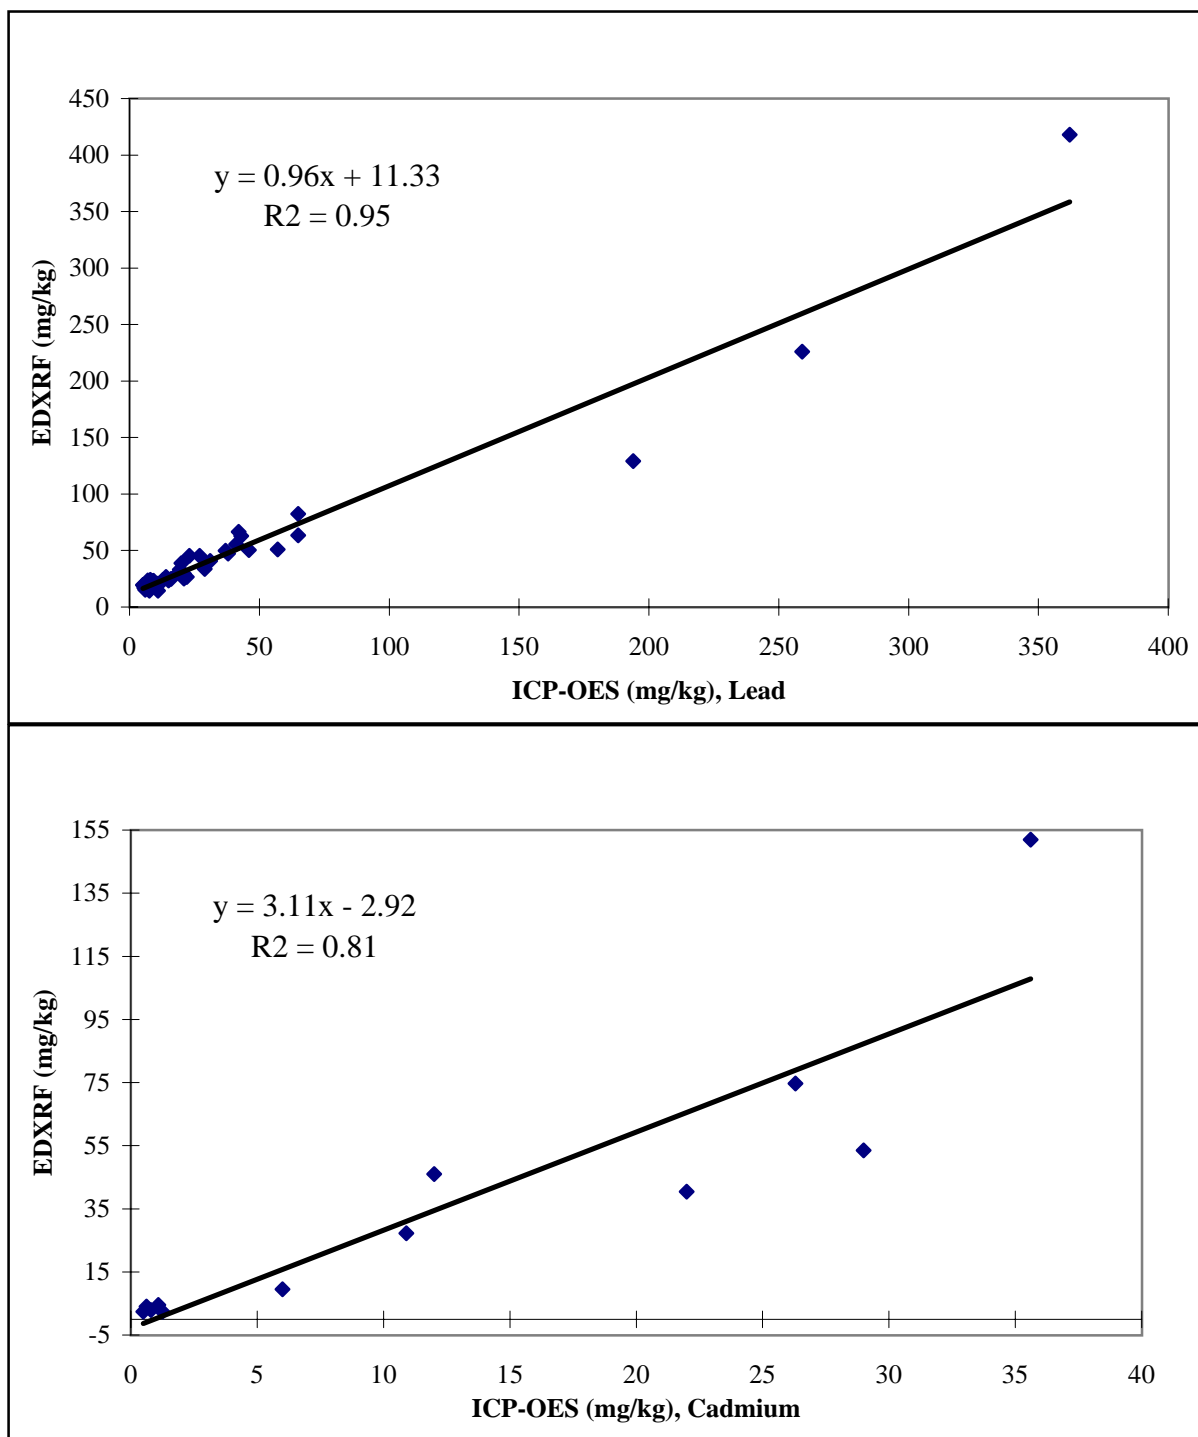 450
400
350
300
250
200
150
100
50
0
EDXRF (mg/kg)
y = 0.96x + 11.33
R2 = 0.95
0 50 100 150 200 250 300 350 400
ICP-OES (mg/kg), Lead
155
135
115
95
75
55
35
15
-5
EDXRF (mg/kg)
y = 3.11x - 2.92
R2 = 0.81
0 5 10 15 20 25 30 35 40
ICP-OES (mg/kg), Cadmium